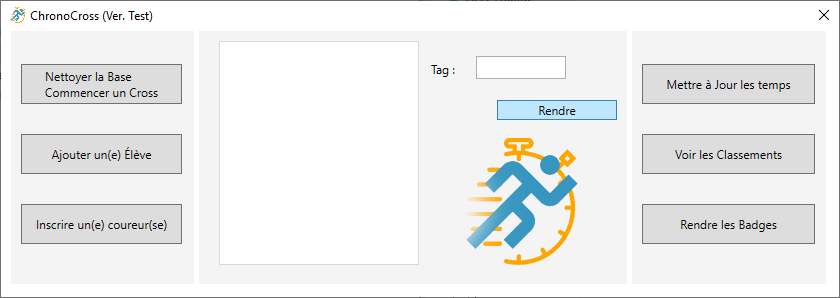 ChronoCross (Ver. Test)
Nettoyer la Base
Commencer un Cross
Ajouter un(e) Élève
Inscrire un(e) coureur(se)
Tag :
Rendre
Mettre à Jour les temps
Voir les Classements
Rendre les Badges